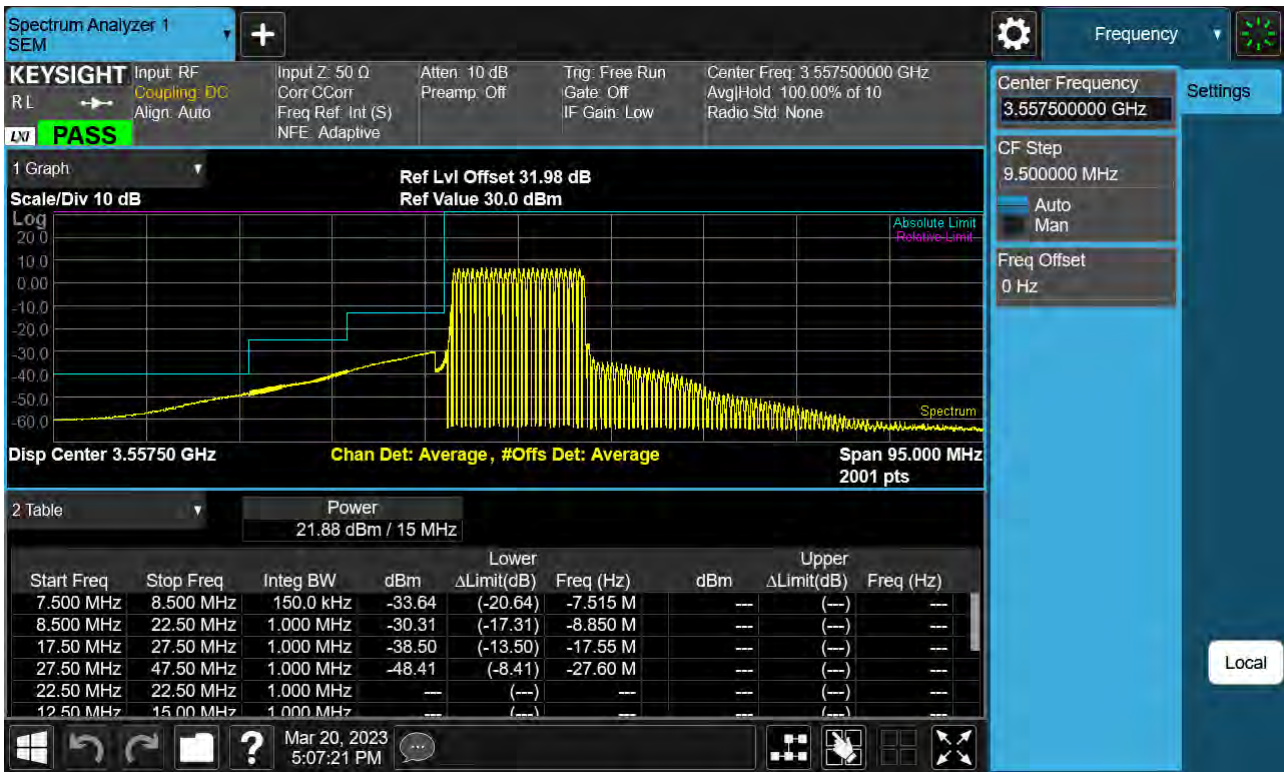 Spectrum Analyzer 1
SEM
Frequency
KEYSIGHT
RL
LXI PASS
Input: RF
Coupling: DC
Align: Auto
Input Z: 50 Ω
Corr CCorr
Freq Ref: Int (S)
NFE: Adaptive
Atten: 10 dB
Preamp: Off
Trig: Free Run
Gate: Off
IF Gain: Low
Center Freq: 3.557500000 GHz
Avg|Hold: 100.00% of 10
Radio Std: None
Center Frequency
3.557500000 GHz
Settings
CF Step
9.500000 MHz
Auto
Man
Freq Offset
0 Hz
Local
1 Graph
Scale/Div 10 dB
Ref Lvl Offset 31.98 dB
Ref Value 30.0 dBm
Log
Absolute Limit
Relative Limit
20.0
10.0
0.00
-10.0
-20.0
-30.0
-40.0
-50.0
-60.0
Spectrum
Disp Center 3.55750 GHz
Chan Det: Average, #Offs Det: Average
Span 95.000 MHz
2001 pts
2 Table
Power
21.88 dBm / 15 MHz
Lower Upper
Start Freq Stop Freq Integ BW dBm ΔLimit(dB) Freq (Hz) dBm ΔLimit(dB) Freq (Hz)
7.500 MHz 8.500 MHz 150.0 kHz -33.64 (-20.64) -7.515 M --- (---) ---
8.500 MHz 22.50 MHz 1.000 MHz -30.31 (-17.31) -8.850 M --- (---) ---
17.50 MHz 27.50 MHz 1.000 MHz -38.50 (-13.50) -17.55 M --- (---) ---
27.50 MHz 47.50 MHz 1.000 MHz -48.41 (-8.41) -27.60 M --- (---) ---
22.50 MHz 22.50 MHz 1.000 MHz --- (---) --- --- (---) ---
12.50 MHz 15.00 MHz 1.000 MHz --- (---) --- --- (---) ---
Mar 20, 2023
5:07:21 PM